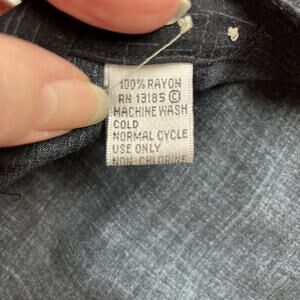 100% RAYON
RN 13185 ©
MACHINE WASH
COLD
NORMAL CYCLE
USE ONLY
NON-CHLORINE